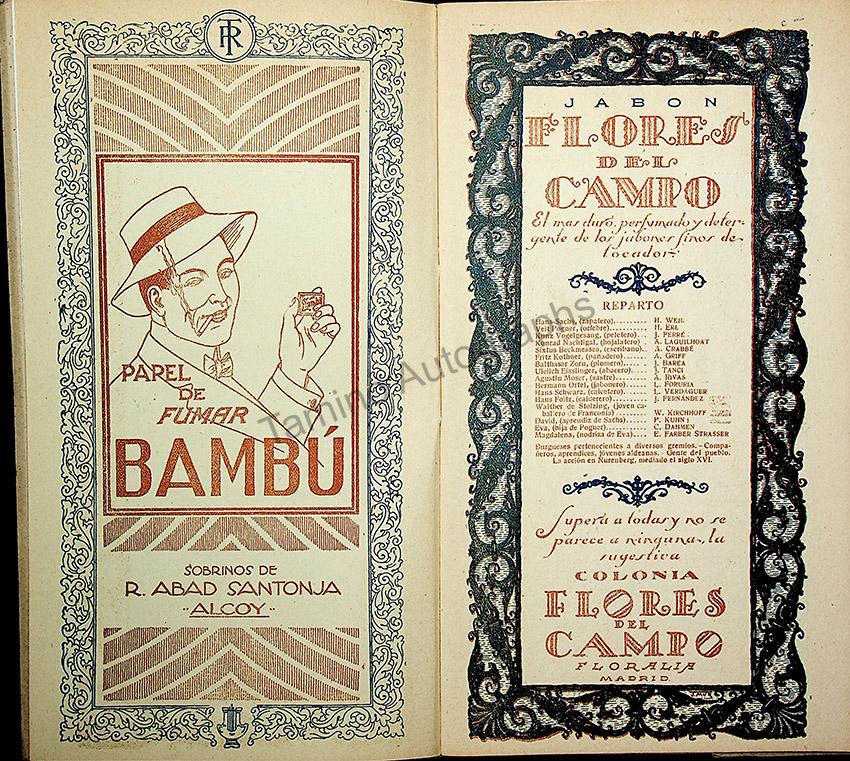 TR
PAPEL
DE
FUMAR
BAMBÚ
SOBRINOS DE
R. ABAD SANTONJA
"ALCOY"
JABON
FLORES
DEL
CAMPO
El mas duro, perfumado y deter-
gente de los jabones finos de
tocador
REPARTO
Hans-Sachs, (zapatero)........ H. WEIL
Veit Pogner, (orfebre)........ H. ERL
Kunz Vogelgesang, (peletero).... J. FERRÉ
Konrad Nachtigal, (hojalatero) . A. LAGUILHOAT
Sixtus Beckmesser, (escribano).. A. CRABBÉ
Fritz Kothner, (panadero)..... A. GRIFF
Balthasar Zorn, (plomero)..... J. BAREA
Ulrich Eisslinger, (abacero)... J. TANCI
Agustin Moser, (sastre)...... A. RIVAS
Herman Ortel, (jabonero)..... L. FORURIA
Hans Schwarz, (calcetero)..... L. VERDAGUER
Hans Foltz, (calderero)...... J. FERNÁNDEZ
Walther de Stolzing, (joven ca-
ballero de Franconia)...... W. KIRCHHOFF
David, (aprendiz de Sachs).... P. KUHN
Eva, (hija de Pogner)....... C. DAHMEN
Magdalena, (nodriza de Eva).... E. FARBER STRASSER
Burgueses pertenecientes a diversos gremios.—Compa-
ñeros, aprendices, jóvenes aldeanas. Gente del pueblo.
La acción en Nuremberg, mediado el siglo XVI.
Supera a todas y no se
parece a ninguna, la
sugestiva
COLONIA
FLORES
DEL
CAMPO
FLORALIA
MADRID
Tamino Autographs